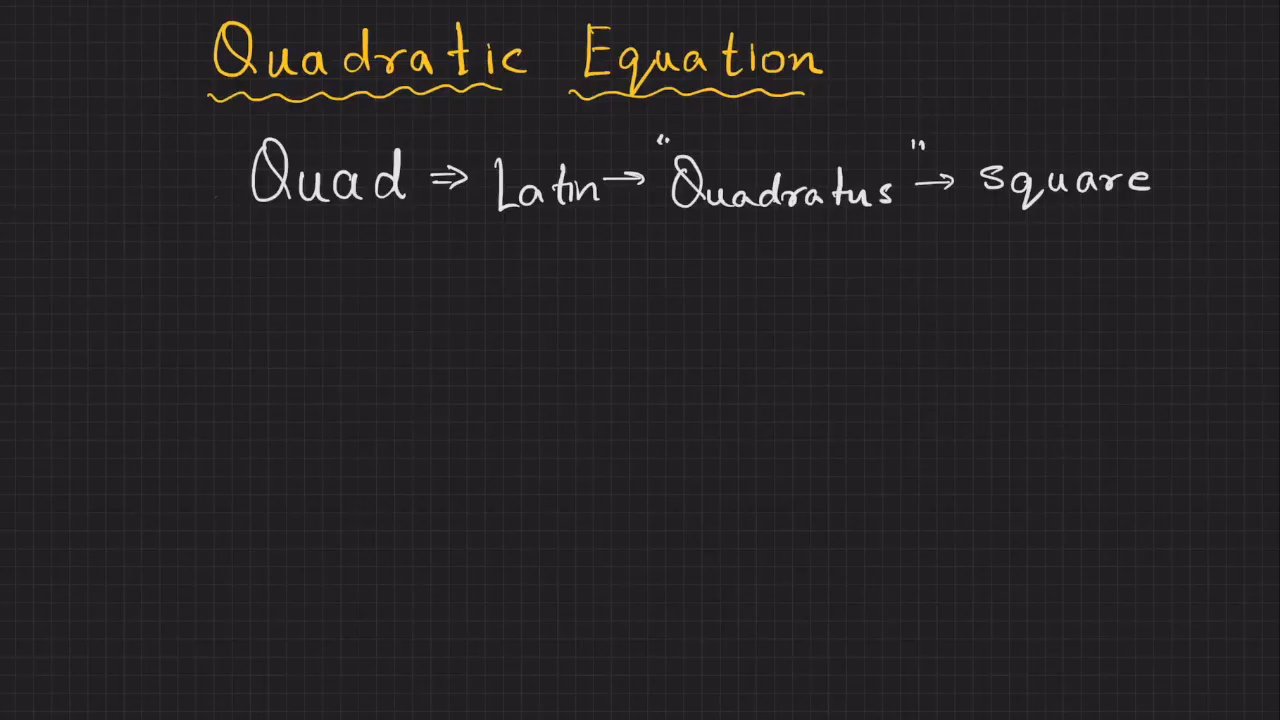 Quadratic Equation
Quad ⇒ Latin → "Quadratus" → square